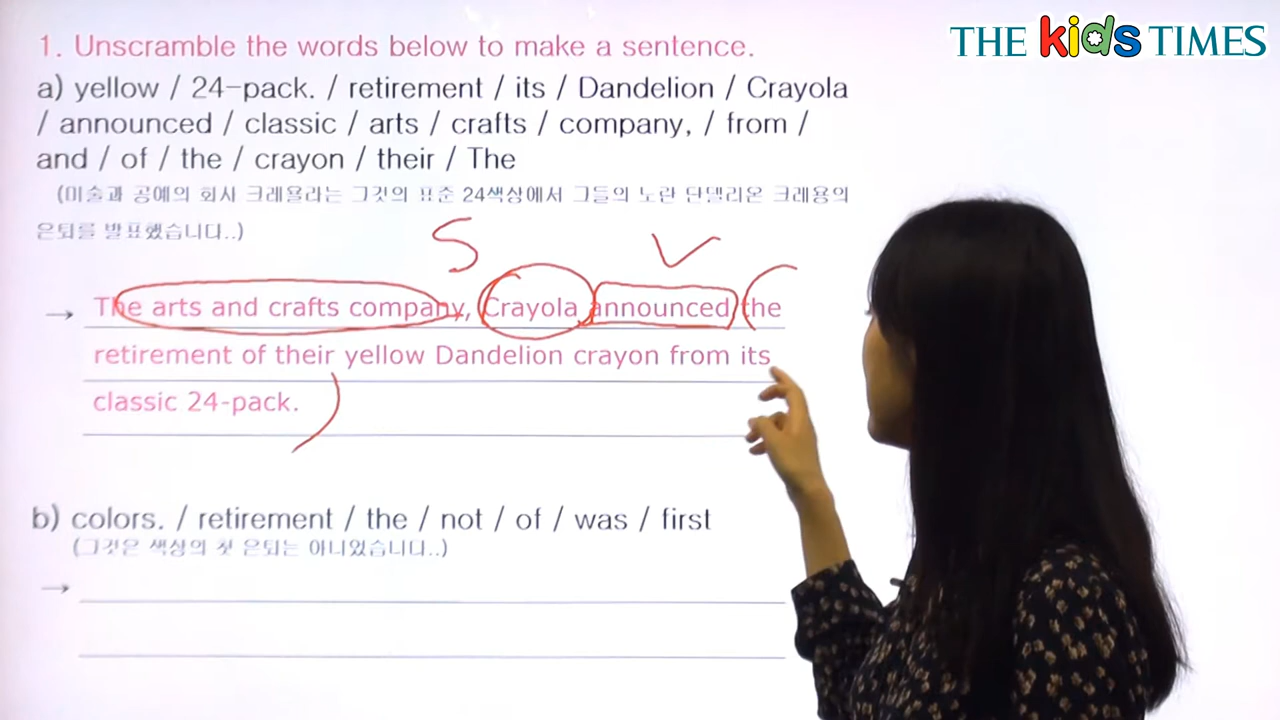 THE kids TIMES
1. Unscramble the words below to make a sentence.
a) yellow / 24-pack. / retirement / its / Dandelion / Crayola
/ announced / classic / arts / crafts / company, / from /
and / of / the / crayon / their / The
(미술과 공예의 회사 크레욜라는 그것의 표준 24색상에서 그들의 노란 단델리온 크레용의
은퇴를 발표했습니다..)
S V
→ The arts and crafts company, Crayola announced the
retirement of their yellow Dandelion crayon from its
classic 24-pack.
b) colors. / retirement / the / not / of / was / first
(그것은 색상의 첫 은퇴는 아니었습니다..)
→